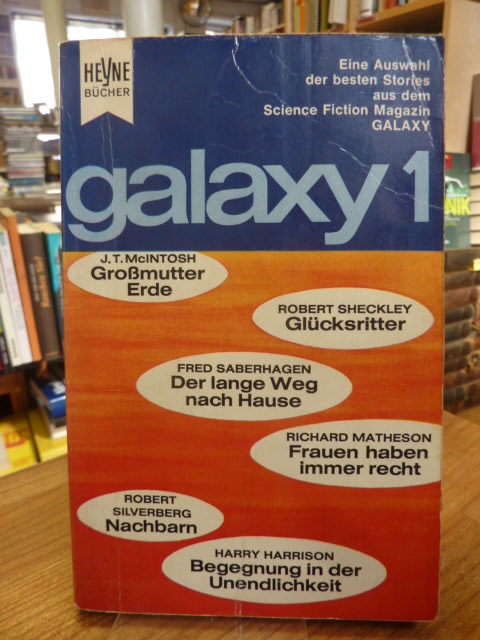 HEYNE
BÜCHER
Eine Auswahl
der besten Stories
aus dem
Science Fiction Magazin
GALAXY
galaxy 1
J. T. McINTOSH
Großmutter
Erde
ROBERT SHECKLEY
Glücksritter
FRED SABERHAGEN
Der lange Weg
nach Hause
RICHARD MATHESON
Frauen haben
immer recht
ROBERT
SILVERBERG
Nachbarn
HARRY HARRISON
Begegnung in der
Unendlichkeit
NIK